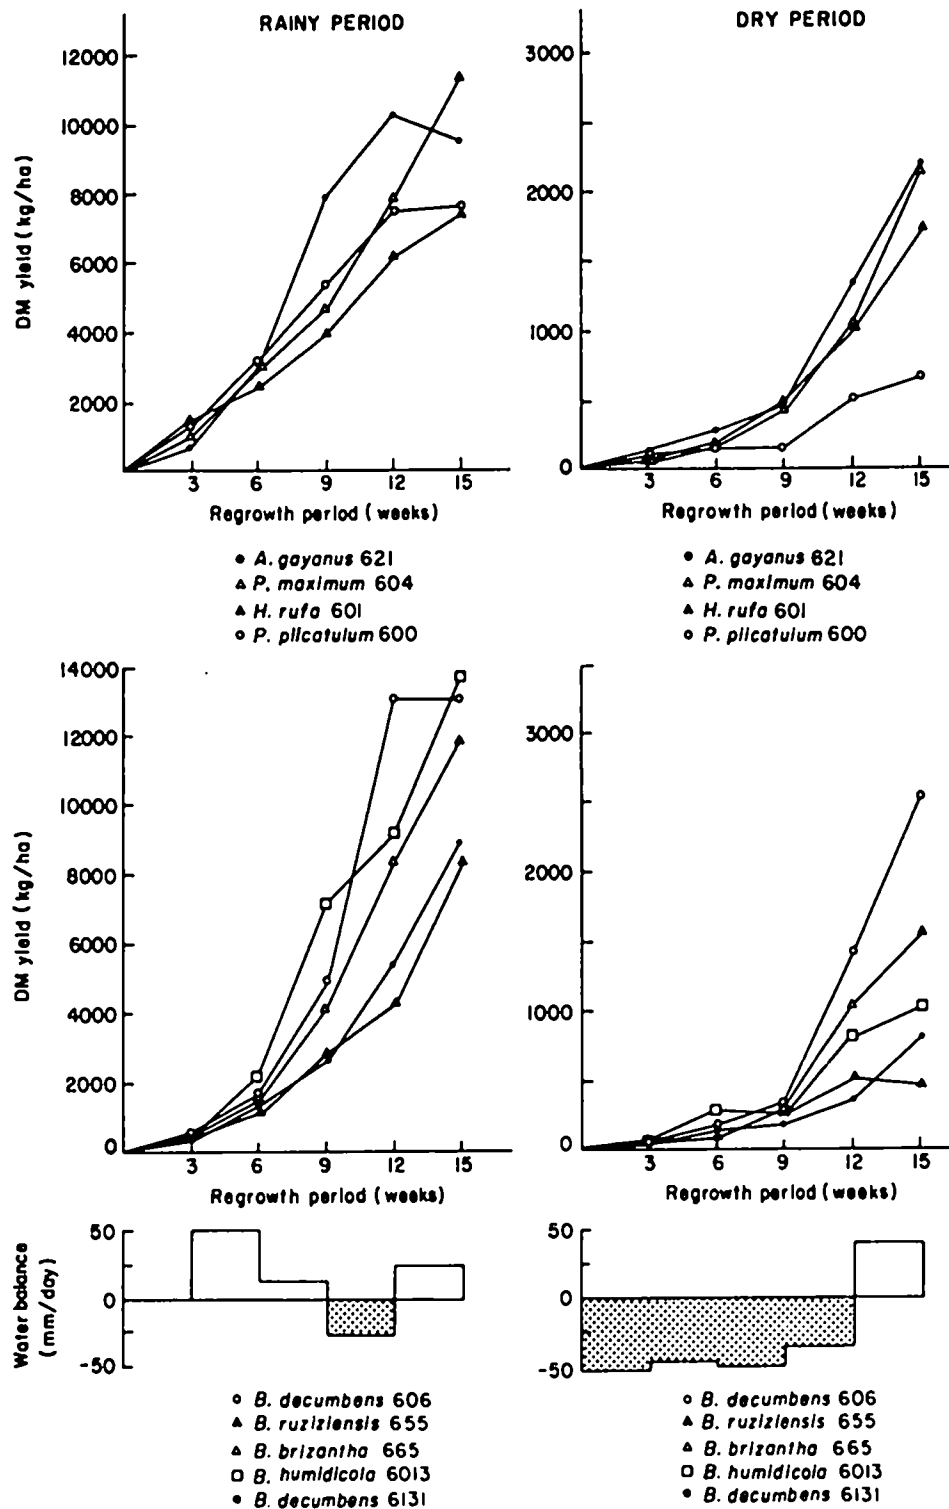 RAINY PERIOD
DRY PERIOD
DM yield (kg/ha)
12000
10000
8000
6000
4000
2000
3 6 9 12 15
Regrowth period (weeks)
3000
2000
1000
0
3 6 9 12 15
Regrowth period (weeks)
• A. gayanus 621
▵ P. maximum 604
▲ H. rufa 601
○ P. plicatulum 600
• A. gayanus 621
▵ P. maximum 604
▲ H. rufa 601
○ P. plicatulum 600
DM yield (kg/ha)
14000
12000
10000
8000
6000
4000
2000
0
3 6 9 12 15
Regrowth period (weeks)
3000
2000
1000
0
3 6 9 12 15
Regrowth period (weeks)
Water balance
(mm/day)
50
0
-50
50
0
-50
○ B. decumbens 606
▲ B. ruziziensis 655
▵ B. brizantha 665
□ B. humidicola 6013
• B. decumbens 6131
○ B. decumbens 606
▲ B. ruziziensis 655
▵ B. brizantha 665
□ B. humidicola 6013
• B. decumbens 6131